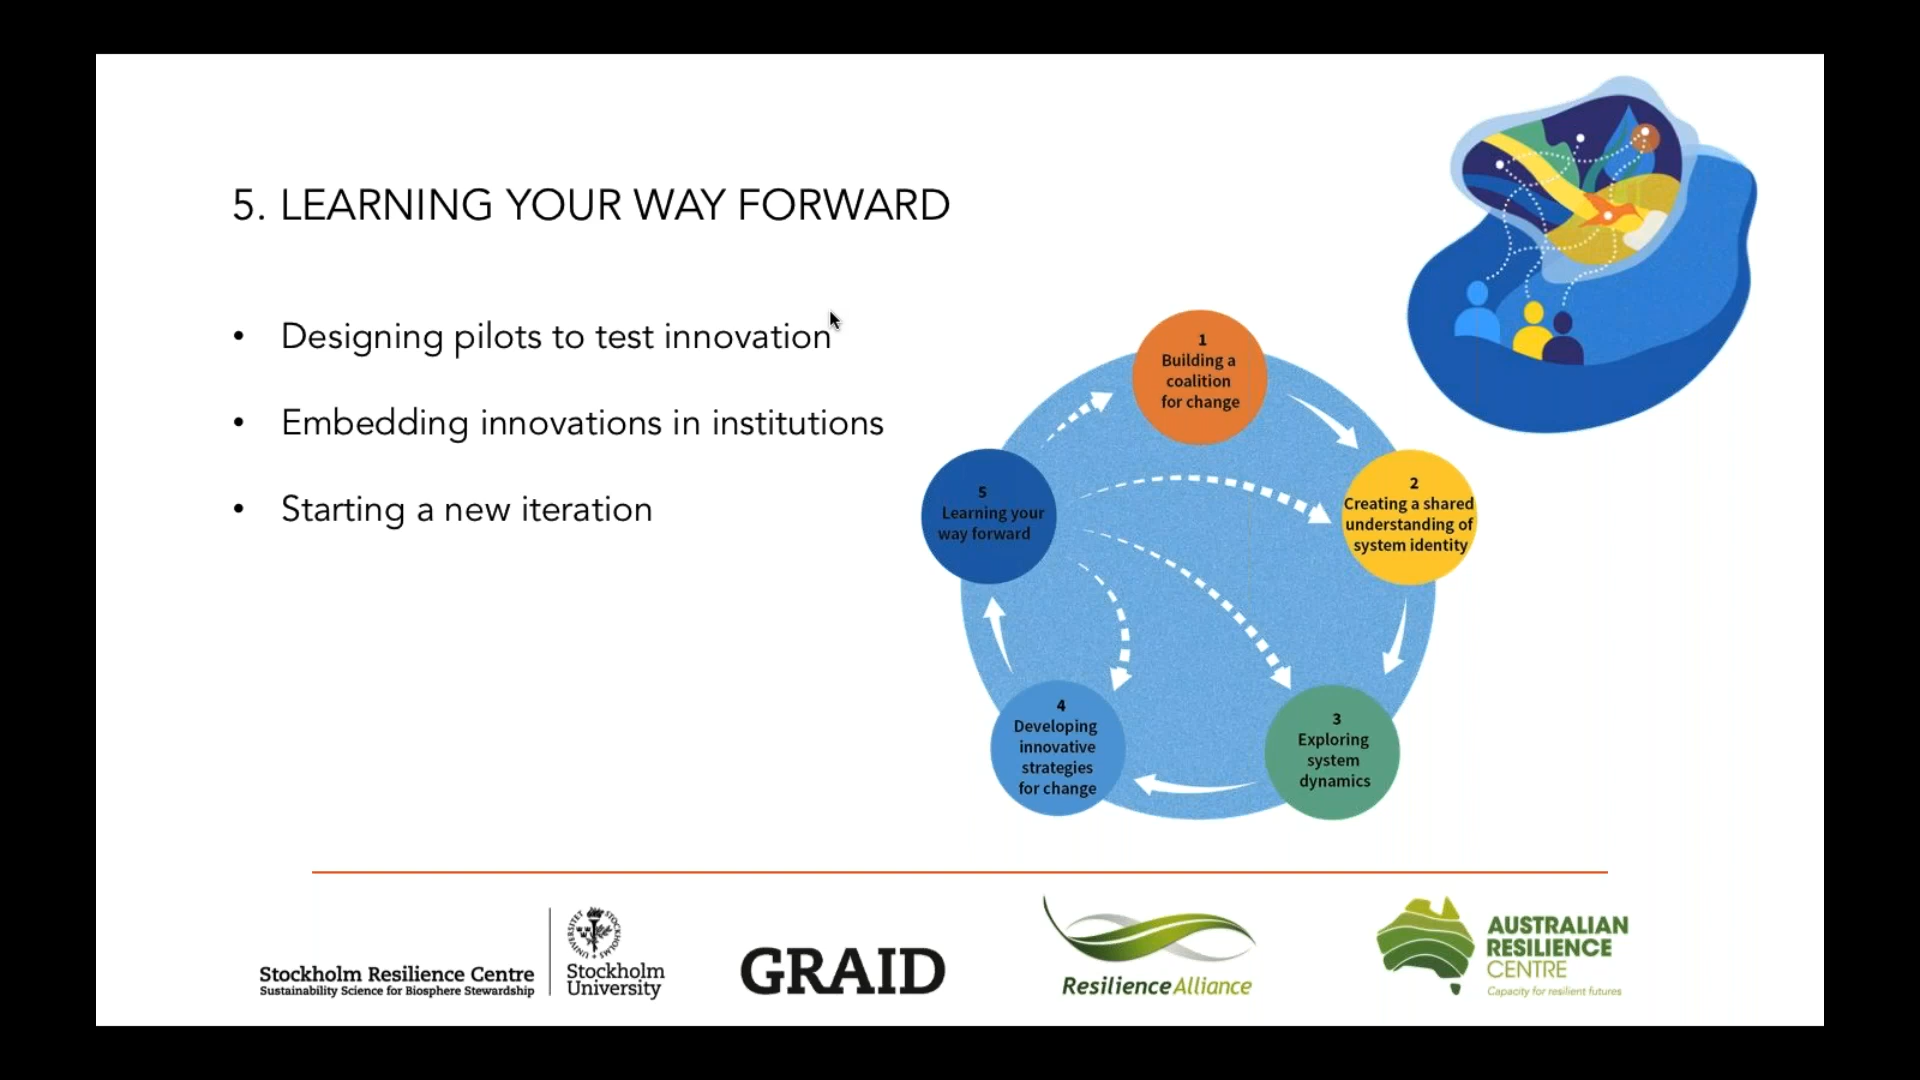 5. LEARNING YOUR WAY FORWARD
• Designing pilots to test innovation
• Embedding innovations in institutions
• Starting a new iteration
1
Building a
coalition
for change
2
Creating a shared
understanding of
system identity
3
Exploring
system
dynamics
4
Developing
innovative
strategies
for change
5
Learning your
way forward
Stockholm Resilience Centre
Sustainability Science for Biosphere Stewardship
Stockholm
University
GRAID
Resilience Alliance
AUSTRALIAN
RESILIENCE
CENTRE
Capacity for resilient futures